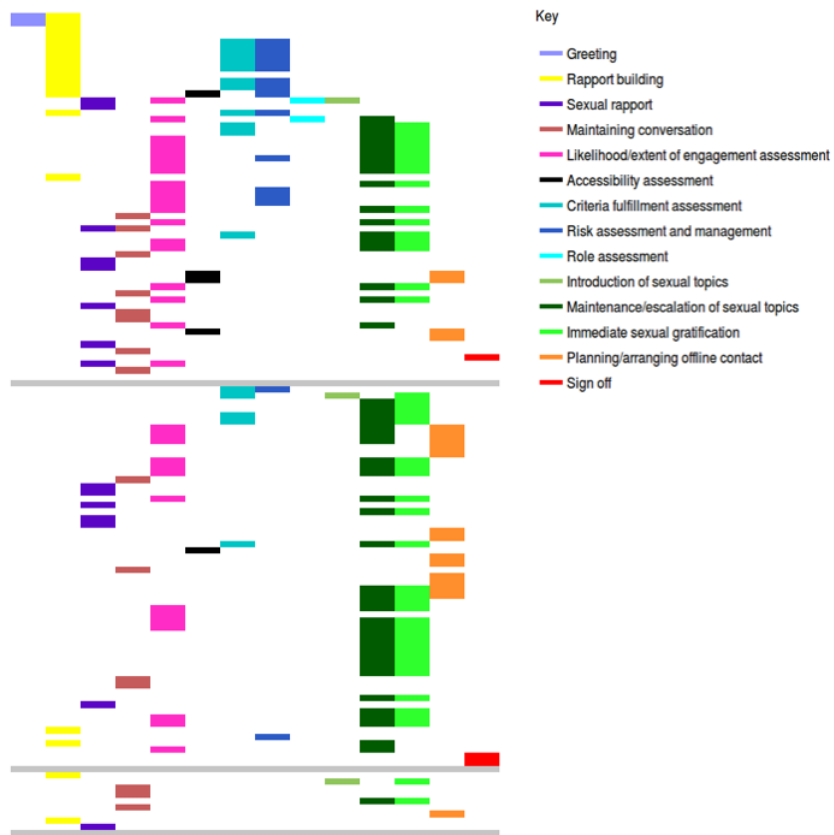 Key
Greeting
Rapport building
Sexual rapport
Maintaining conversation
Likelihood/extent of engagement assessment
Accessibility assessment
Criteria fulfillment assessment
Risk assessment and management
Role assessment
Introduction of sexual topics
Maintenance/escalation of sexual topics
Immediate sexual gratification
Planning/arranging offline contact
Sign off